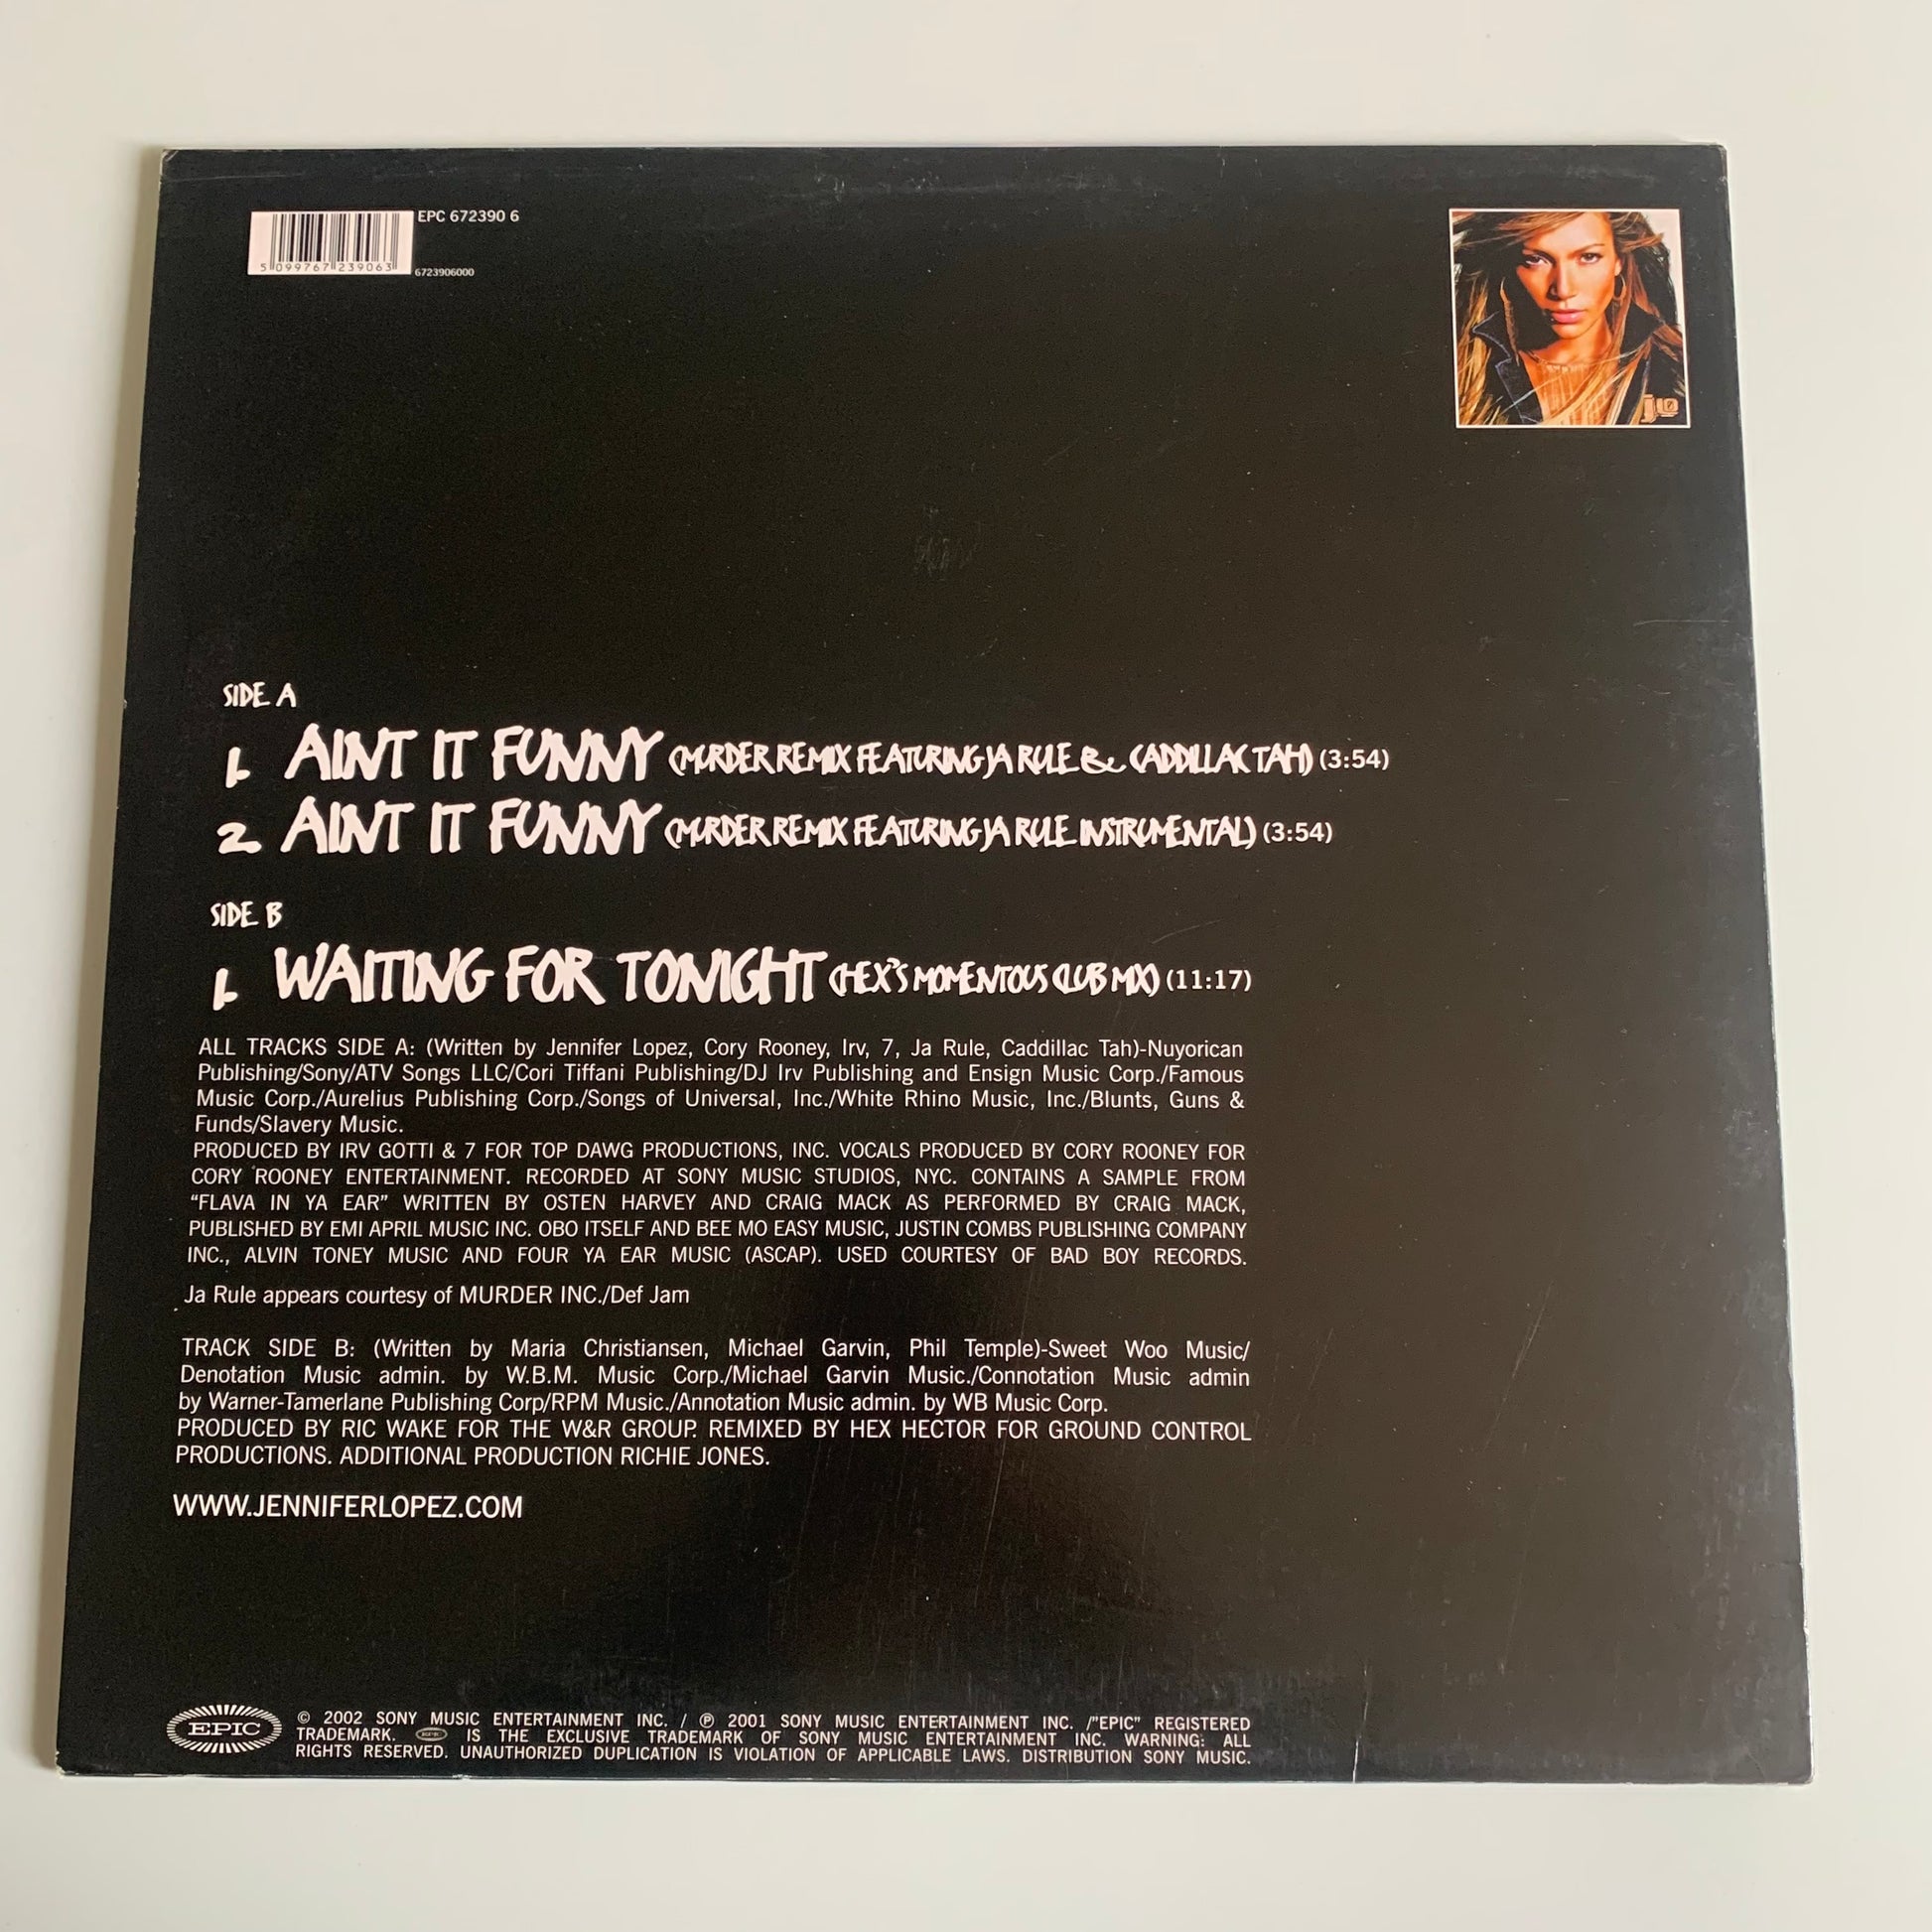 5 099767 239063
EPC 672390 6
6723906000
J.LO
SIDE A
1. AINT IT FUNNY (MURDER REMIX FEATURING JA RULE & CADDILLAC TAH) (3:54)
2 AINT IT FUNNY (MURDER REMIX FEATURING JA RULE INSTRUMENTAL) (3:54)
SIDE B
1. WAITING FOR TONIGHT (HEX'S MOMENTOUS CLUB MIX) (11:17)
ALL TRACKS SIDE A: (Written by Jennifer Lopez, Cory Rooney, Irv, 7, Ja Rule, Caddillac Tah)-Nuyorican
Publishing/Sony/ATV Songs LLC/Cori Tiffani Publishing/DJ Irv Publishing and Ensign Music Corp./Famous
Music Corp./Aurelius Publishing Corp./Songs of Universal, Inc./White Rhino Music, Inc./Blunts, Guns &
Funds/Slavery Music.
PRODUCED BY IRV GOTTI & 7 FOR TOP DAWG PRODUCTIONS, INC. VOCALS PRODUCED BY CORY ROONEY FOR
CORY ROONEY ENTERTAINMENT. RECORDED AT SONY MUSIC STUDIOS, NYC. CONTAINS A SAMPLE FROM
“FLAVA IN YA EAR” WRITTEN BY OSTEN HARVEY AND CRAIG MACK AS PERFORMED BY CRAIG MACK,
PUBLISHED BY EMI APRIL MUSIC INC. OBO ITSELF AND BEE MO EASY MUSIC, JUSTIN COMBS PUBLISHING COMPANY
INC., ALVIN TONEY MUSIC AND FOUR YA EAR MUSIC (ASCAP). USED COURTESY OF BAD BOY RECORDS.
Ja Rule appears courtesy of MURDER INC./Def Jam
TRACK SIDE B: (Written by Maria Christiansen, Michael Garvin, Phil Temple)-Sweet Woo Music/
Denotation Music admin. by W.B.M. Music Corp./Michael Garvin Music./Connotation Music admin
by Warner-Tamerlane Publishing Corp/RPM Music./Annotation Music admin. by WB Music Corp.
PRODUCED BY RIC WAKE FOR THE W&R GROUP. REMIXED BY HEX HECTOR FOR GROUND CONTROL
PRODUCTIONS. ADDITIONAL PRODUCTION RICHIE JONES.
WWW.JENNIFERLOPEZ.COM
EPIC
© 2002 SONY MUSIC ENTERTAINMENT INC. / ℗ 2001 SONY MUSIC ENTERTAINMENT INC. /"EPIC" REGISTERED
TRADEMARK. EPIC IS THE EXCLUSIVE TRADEMARK OF SONY MUSIC ENTERTAINMENT INC. WARNING: ALL
RIGHTS RESERVED. UNAUTHORIZED DUPLICATION IS VIOLATION OF APPLICABLE LAWS. DISTRIBUTION SONY MUSIC.